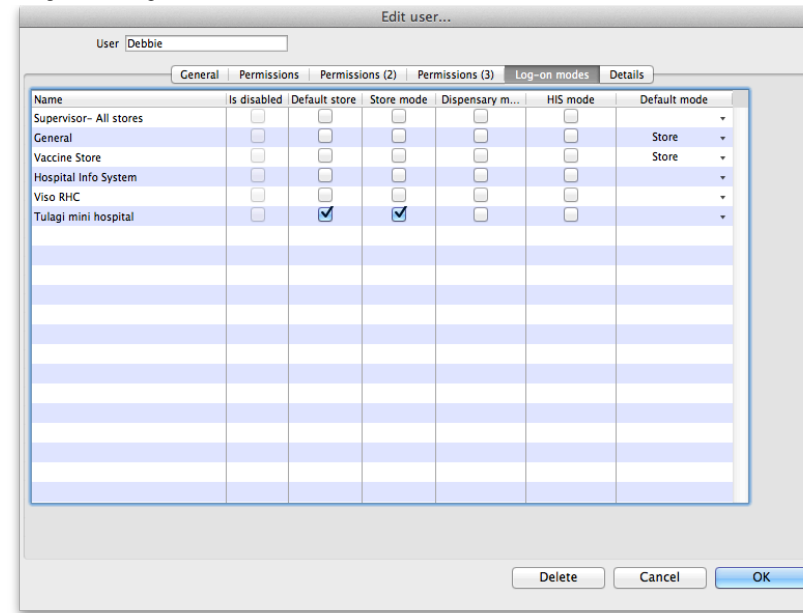 Edit user...
User Debbie
General Permissions Permissions (2) Permissions (3) Log-on modes Details
Name Is disabled Default store Store mode Dispensary m... HIS mode Default mode
Supervisor- All stores
General Store
Vaccine Store Store
Hospital Info System
Viso RHC
Tulagi mini hospital
Delete Cancel OK